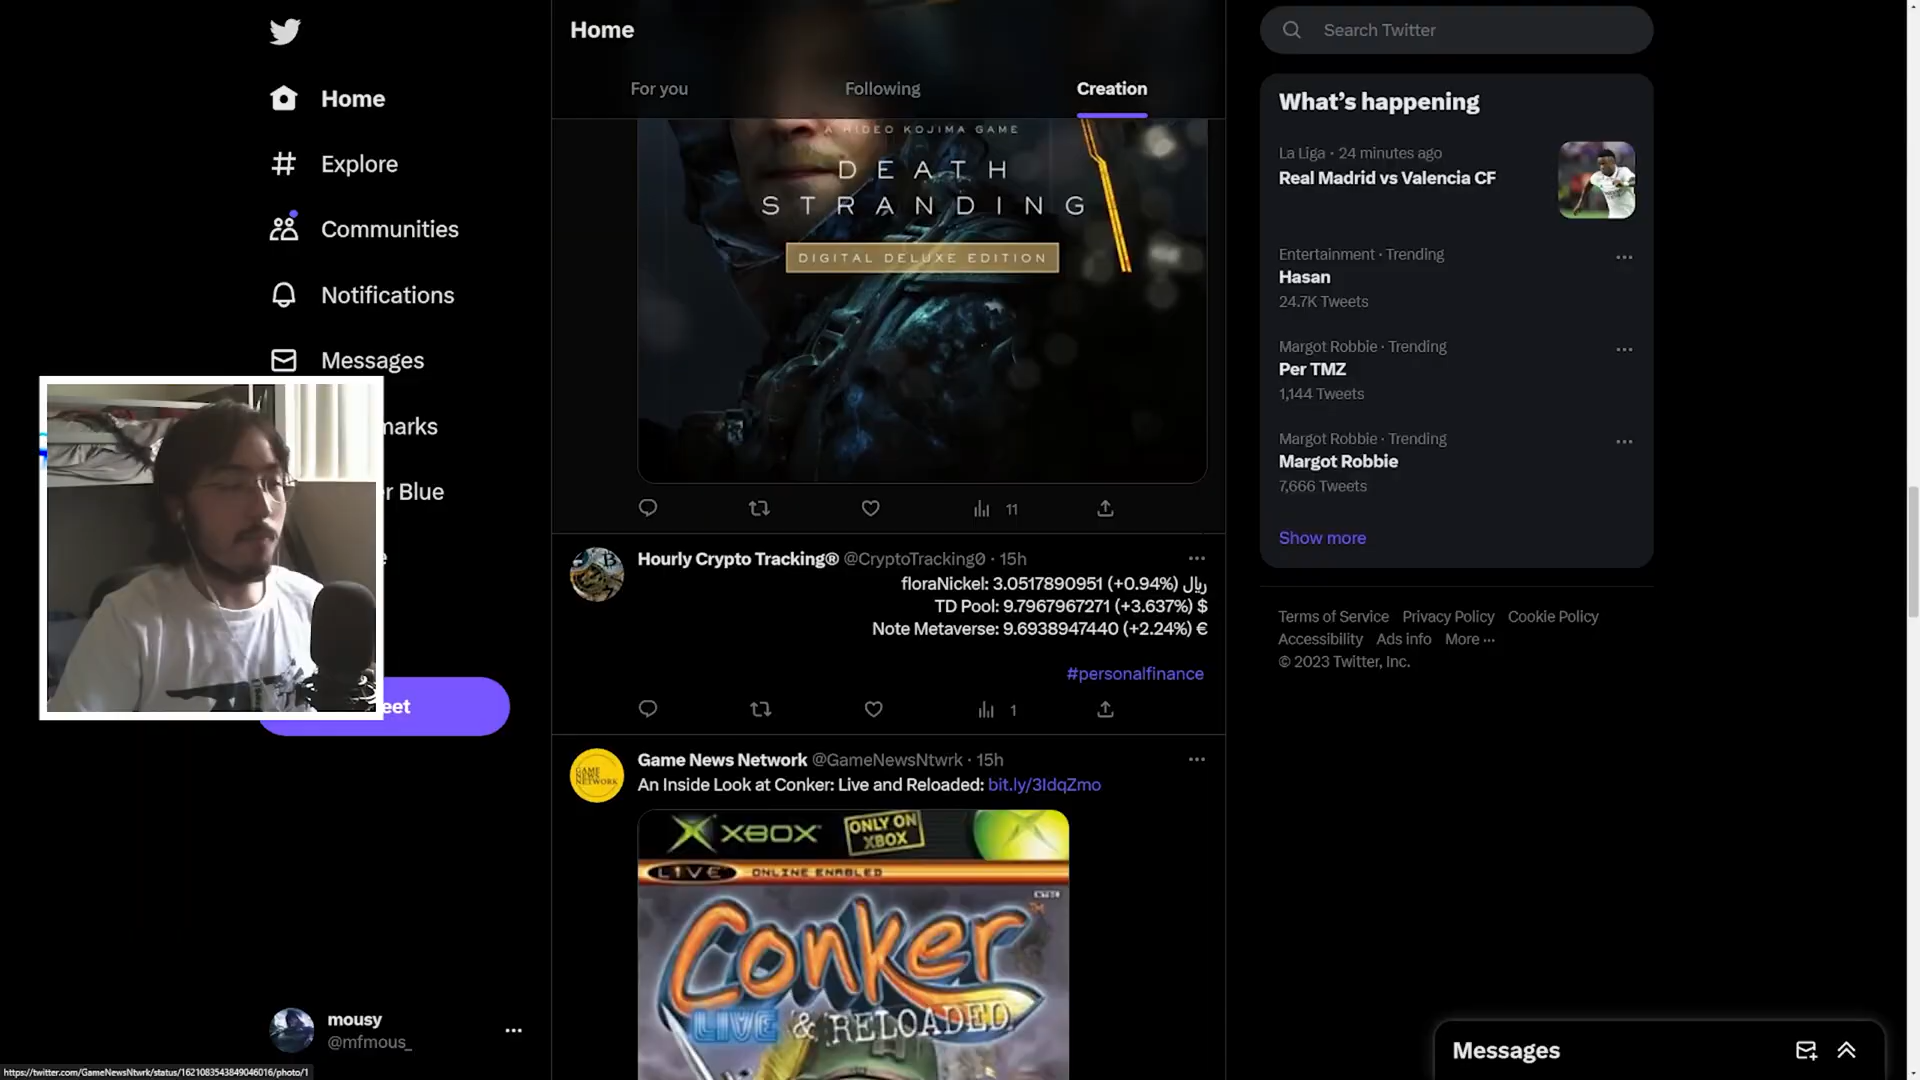 Home
Explore
Communities
Notifications
Messages
marks
r Blue
e
eet
mousy
@mfmous_
https://twitter.com/GameNewsNtwrk/status/1621083543849046016/photo/1
Home
For you
Following
Creation
A HIDEO KOJIMA GAME
DEATH
STRANDING
DIGITAL DELUXE EDITION
11
Hourly Crypto Tracking® @CryptoTracking0 · 15h
floraNickel: 3.0517890951 (+0.94%) ریال
TD Pool: 9.7967967271 (+3.637%) $
Note Metaverse: 9.6938947440 (+2.24%) €
#personalfinance
1
Game News Network @GameNewsNtwrk · 15h
An Inside Look at Conker: Live and Reloaded: bit.ly/3IdqZmo
GAME NEWS NETWORK
XBOX
ONLY ON XBOX
LIVE ONLINE ENABLED
Conker
LIVE & RELOADED
Search Twitter
What's happening
La Liga · 24 minutes ago
Real Madrid vs Valencia CF
Entertainment · Trending
Hasan
24.7K Tweets
Margot Robbie · Trending
Per TMZ
1,144 Tweets
Margot Robbie · Trending
Margot Robbie
7,666 Tweets
Show more
Terms of Service Privacy Policy Cookie Policy
Accessibility Ads info More ···
© 2023 Twitter, Inc.
Messages